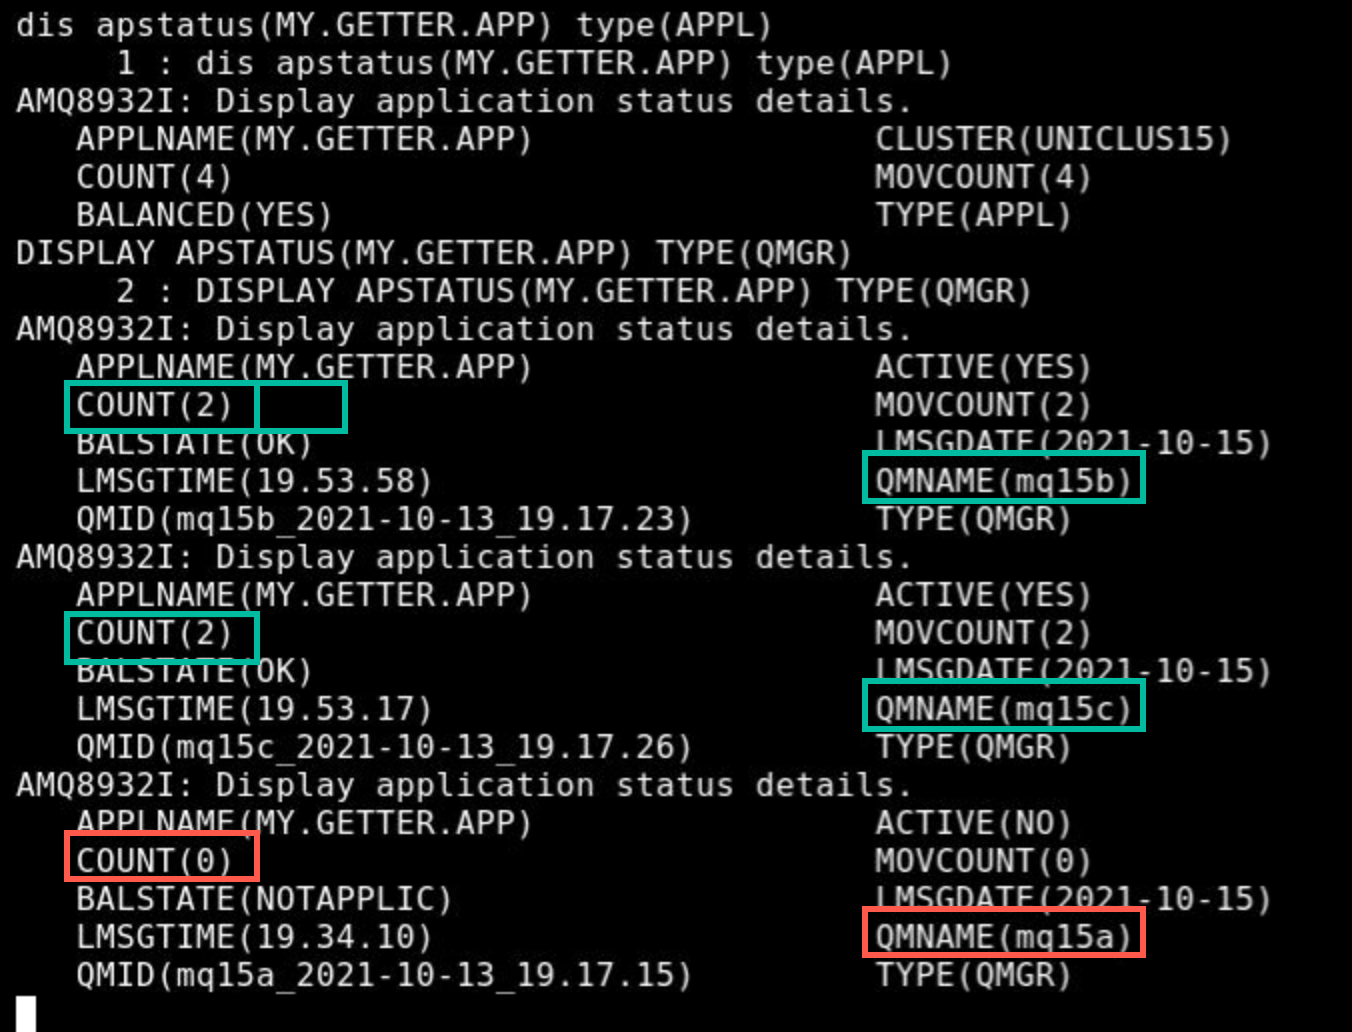 dis apstatus(MY.GETTER.APP) type(APPL)
1 : dis apstatus(MY.GETTER.APP) type(APPL)
AMQ8932I: Display application status details.
APPLNAME(MY.GETTER.APP) CLUSTER(UNICLUS15)
COUNT(4) MOVCOUNT(4)
BALANCED(YES) TYPE(APPL)
DISPLAY APSTATUS(MY.GETTER.APP) TYPE(QMGR)
2 : DISPLAY APSTATUS(MY.GETTER.APP) TYPE(QMGR)
AMQ8932I: Display application status details.
APPLNAME(MY.GETTER.APP) ACTIVE(YES)
COUNT(2) MOVCOUNT(2)
BALSTATE(OK) LMSGDATE(2021-10-15)
LMSGTIME(19.53.58) QMNAME(mq15b)
QMID(mq15b_2021-10-13_19.17.23) TYPE(QMGR)
AMQ8932I: Display application status details.
APPLNAME(MY.GETTER.APP) ACTIVE(YES)
COUNT(2) MOVCOUNT(2)
BALSTATE(OK) LMSGDATE(2021-10-15)
LMSGTIME(19.53.17) QMNAME(mq15c)
QMID(mq15c_2021-10-13_19.17.26) TYPE(QMGR)
AMQ8932I: Display application status details.
APPLNAME(MY.GETTER.APP) ACTIVE(NO)
COUNT(0) MOVCOUNT(0)
BALSTATE(NOTAPPLIC) LMSGDATE(2021-10-15)
LMSGTIME(19.34.10) QMNAME(mq15a)
QMID(mq15a_2021-10-13_19.17.15) TYPE(QMGR)